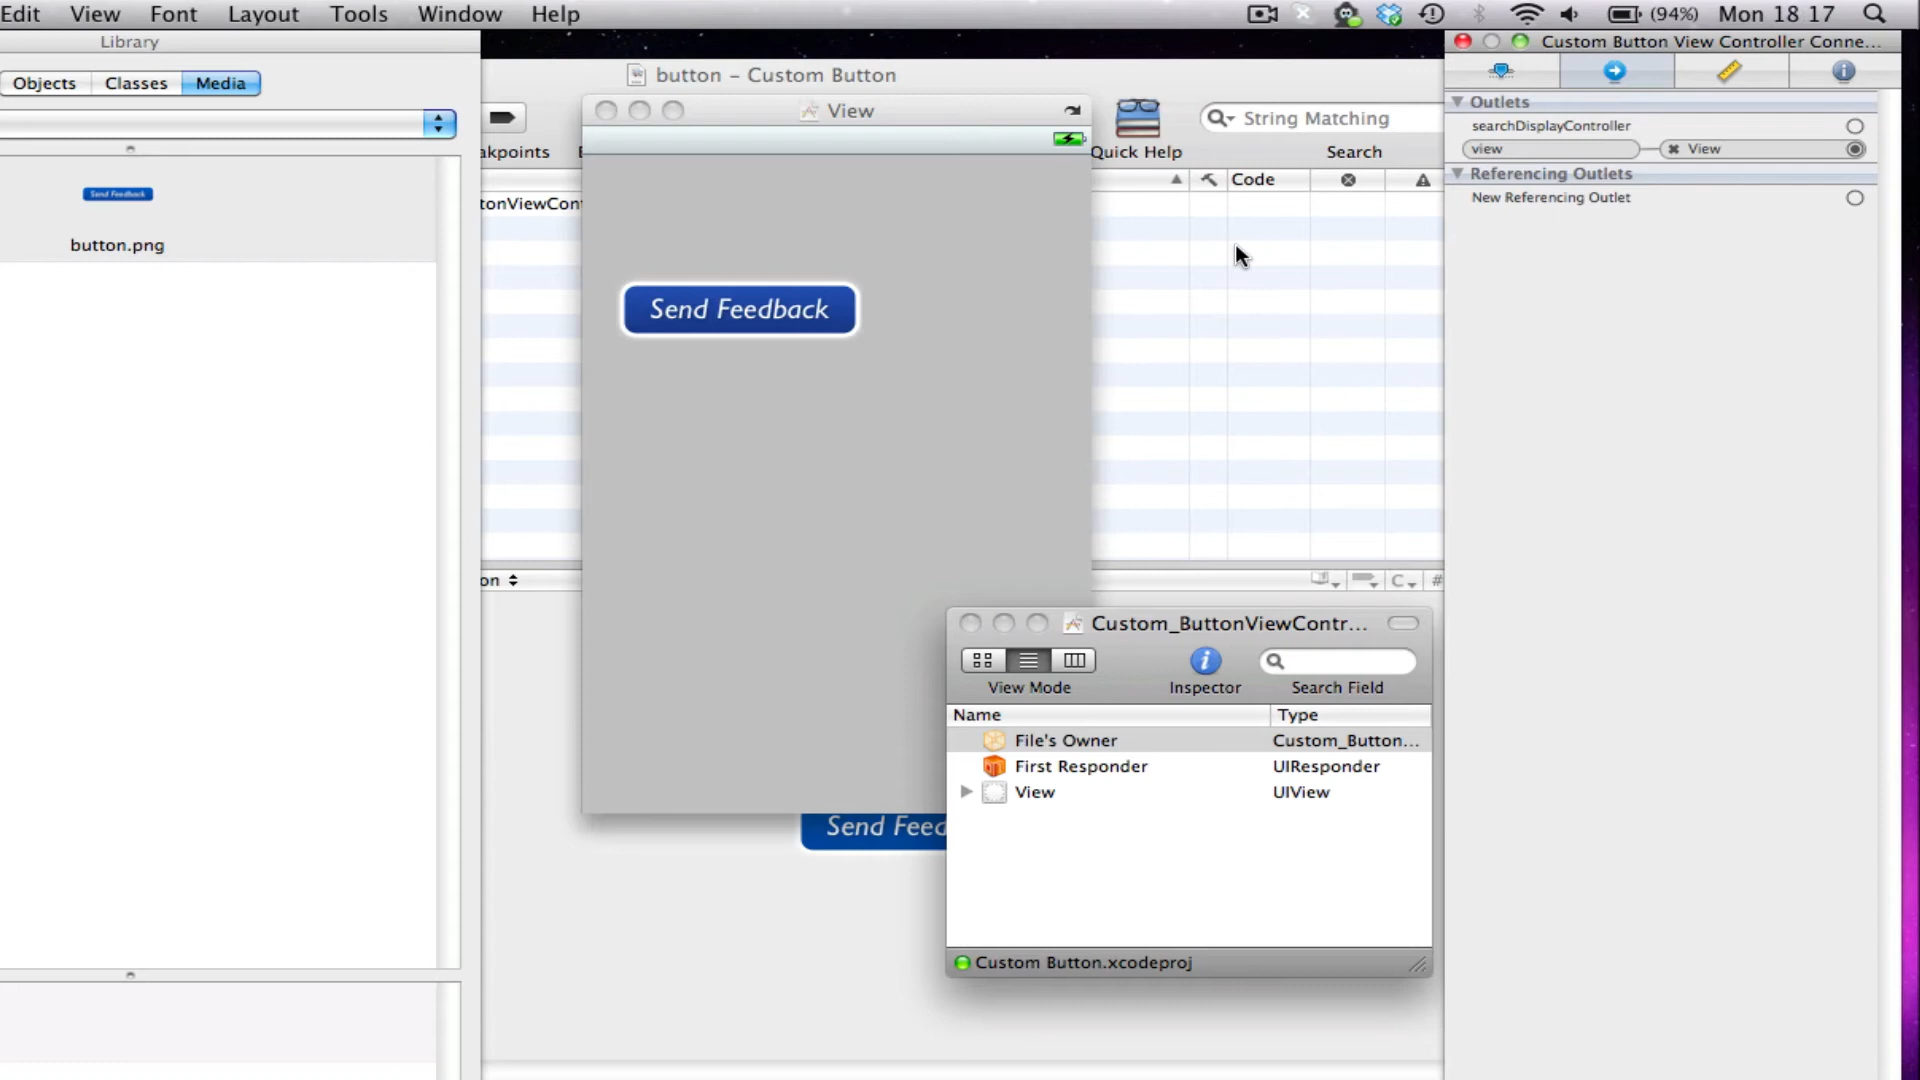 Edit View Font Layout Tools Window Help (94%) Mon 18 17
Library
Objects Classes Media
Send Feedback
button.png
button – Custom Button
akpoints
Quick Help
String Matching
Search
Code
tonViewCont
on
C
#
View
Send Feedback
Send Feed
Custom_ButtonViewContr...
View Mode
Inspector
Search Field
Name Type
File's Owner Custom_Button...
First Responder UIResponder
View UIView
Custom Button.xcodeproj
Custom Button View Controller Conne...
Outlets
searchDisplayController
view View
Referencing Outlets
New Referencing Outlet